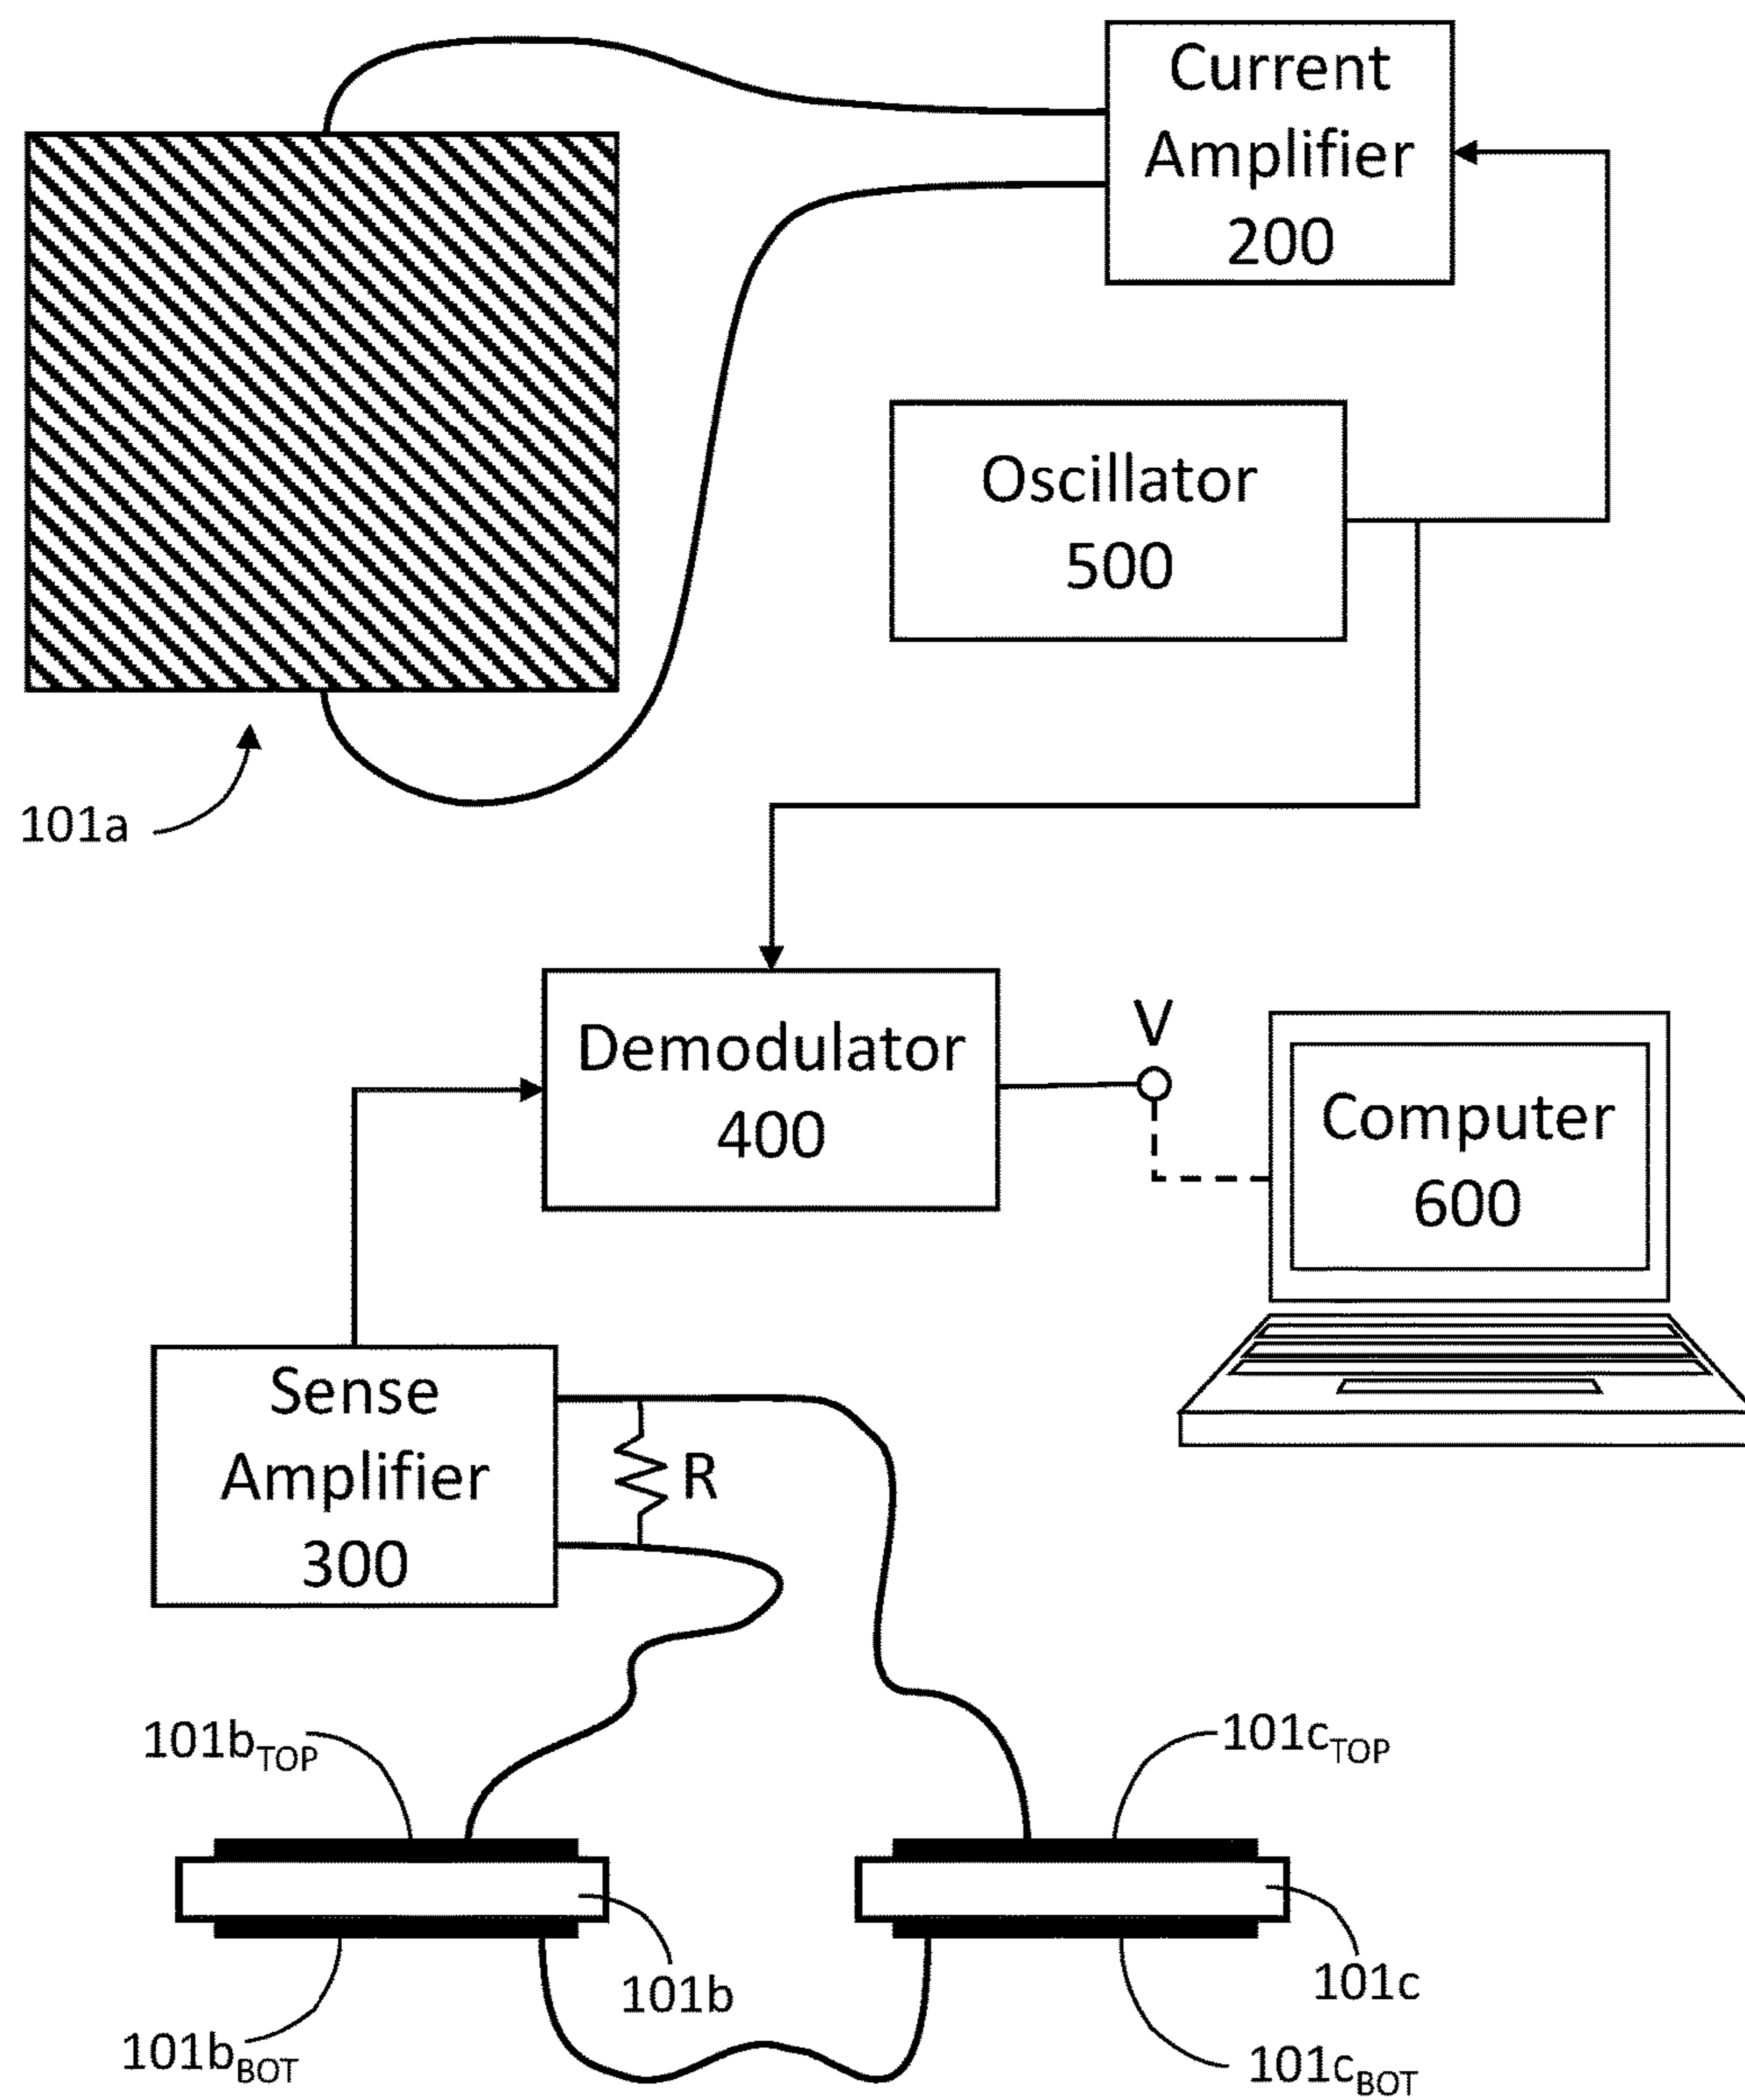 Current
Amplifier
200
Oscillator
500
101a
Demodulator
400
V
Computer
600
Sense
Amplifier
300
R
101bTOP
101cTOP
101b
101c
101bBOT
101cBOT